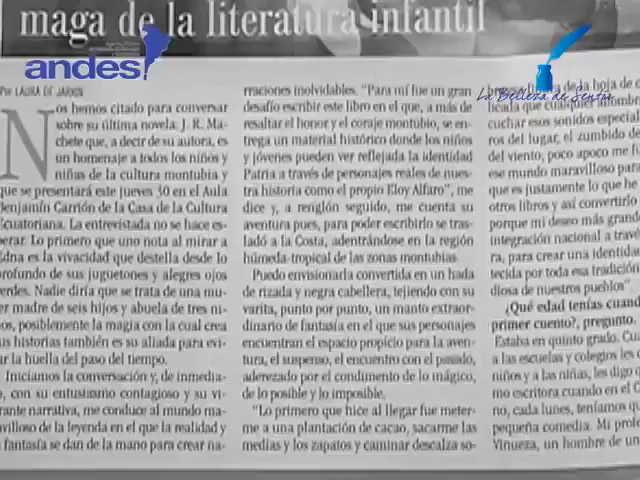 maga de la literatura infantil
andes
La Belleza de Sentir
Por LAURA DE JARRÍN
Nos hemos citado para conversar
sobre su última novela: J. R. Ma-
chete que, a decir de su autora, es
un homenaje a todos los niños y
niñas de la cultura montubia y
que se presentará este jueves 30 en el Aula
Benjamín Carrión de la Casa de la Cultura
Ecuatoriana. La entrevistada no se hace es-
perar. Lo primero que uno nota al mirar a
Edna es la vivacidad que destella desde lo
profundo de sus juguetones y alegres ojos
verdes. Nadie diría que se trata de una mu-
jer madre de seis hijos y abuela de tres ni-
os, posiblemente la magia con la cual crea
sus historias también es su aliada para evi-
tar la huella del paso del tiempo.
Iniciamos la conversación y, de inmedia-
to, con su entusiasmo contagioso y su vi-
brante narrativa, me conduce al mundo ma-
ravilloso de la leyenda en el que la realidad y
la fantasía se dan de la mano para crear na-
rraciones inolvidables. "Para mí fue un gran
desafío escribir este libro en el que, a más de
resaltar el honor y el coraje montubio, se en-
trega un material histórico donde los niños
y jóvenes pueden ver reflejada la identidad
Patria a través de personajes reales de nues-
tra historia como el propio Eloy Alfaro", me
dice y, a renglón seguido, me cuenta su
aventura pues, para poder escribirlo se tras-
ladó a la Costa, adentrándose en la región
húmeda-tropical de las zonas montubias.
Puedo envisionarla convertida en un hada
de rizada y negra cabellera, tejiendo con su
varita, punto por punto, un manto extraor-
dinario de fantasía en el que sus personajes
encuentran el espacio propicio para la aven-
tura, el suspenso, el encuentro con el pasado,
aderezado por el condimento de lo mágico,
de lo posible y lo imposible.
"Lo primero que hice al llegar fue meter-
me a una plantación de cacao, sacarme las
medias y los zapatos y caminar descalza so-
de la hoja de c
que cualquier
cuchar esos sonidos especial
ros del lugar, el zumbido de
del viento; poco apoco me fu
ese mundo maravilloso para
que es justamente lo que he
otros libros y así convertirlo
porque mi deseo más grand
integración nacional a travé
ra, para crear una identidad
tecida por toda esa tradición
diosa de nuestros pueblos".
¿Qué edad tenías cuand
primer cuento?, pregunto.
Estaba en quinto grado. Cua
a las escuelas y colegios les
niños y a las niñas, les digo q
mo escritora cuando en el
no, cada lunes, teníamos qu
pequeña comedia. Mi prof
Vinueza, un hombre de un